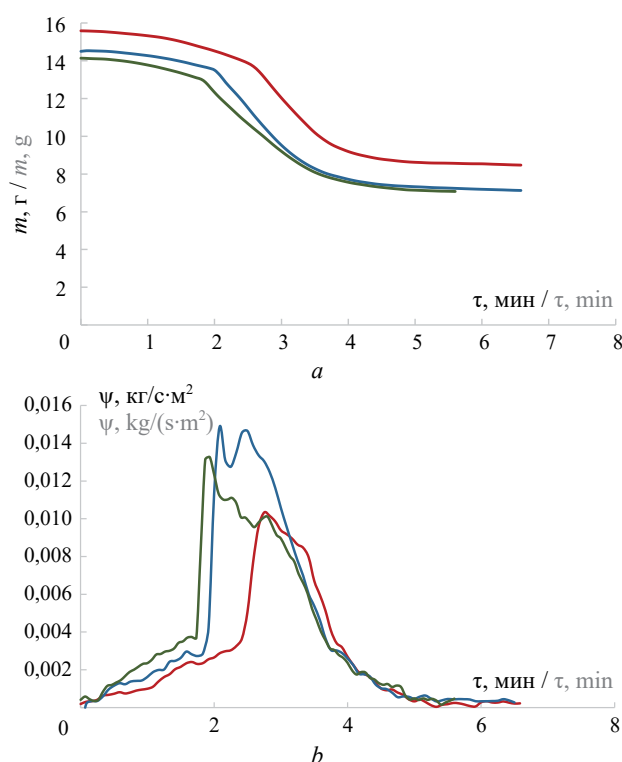 16
14
12
10
8
6
4
2
0
m, г / m, g
τ, мин / τ, min
1 2 3 4 5 6 7 8
a
ψ, кг/с·м²
ψ, kg/(s·m²)
0,016
0,014
0,012
0,010
0,008
0,006
0,004
0,002
0
τ, мин / τ, min
2 4 6 8
b